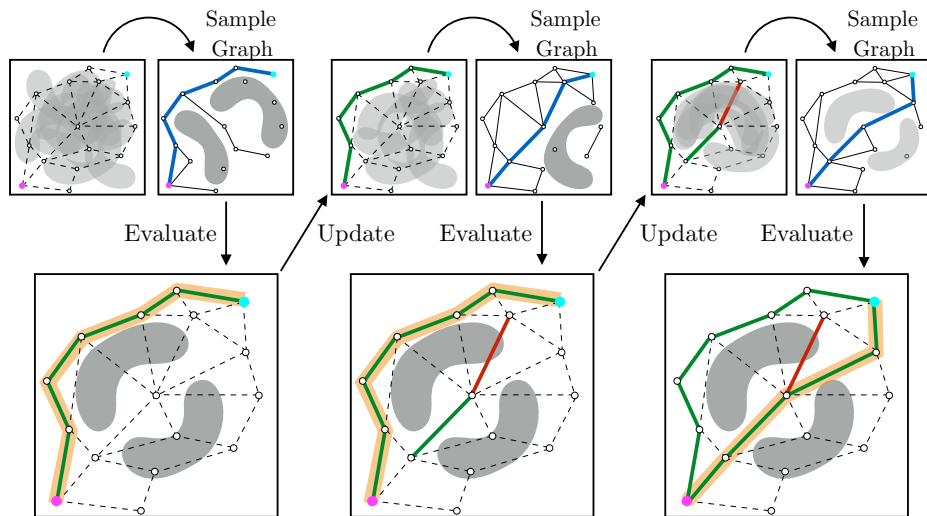 Sample
Graph
Sample
Graph
Sample
Graph
Evaluate
Update
Evaluate
Update
Evaluate